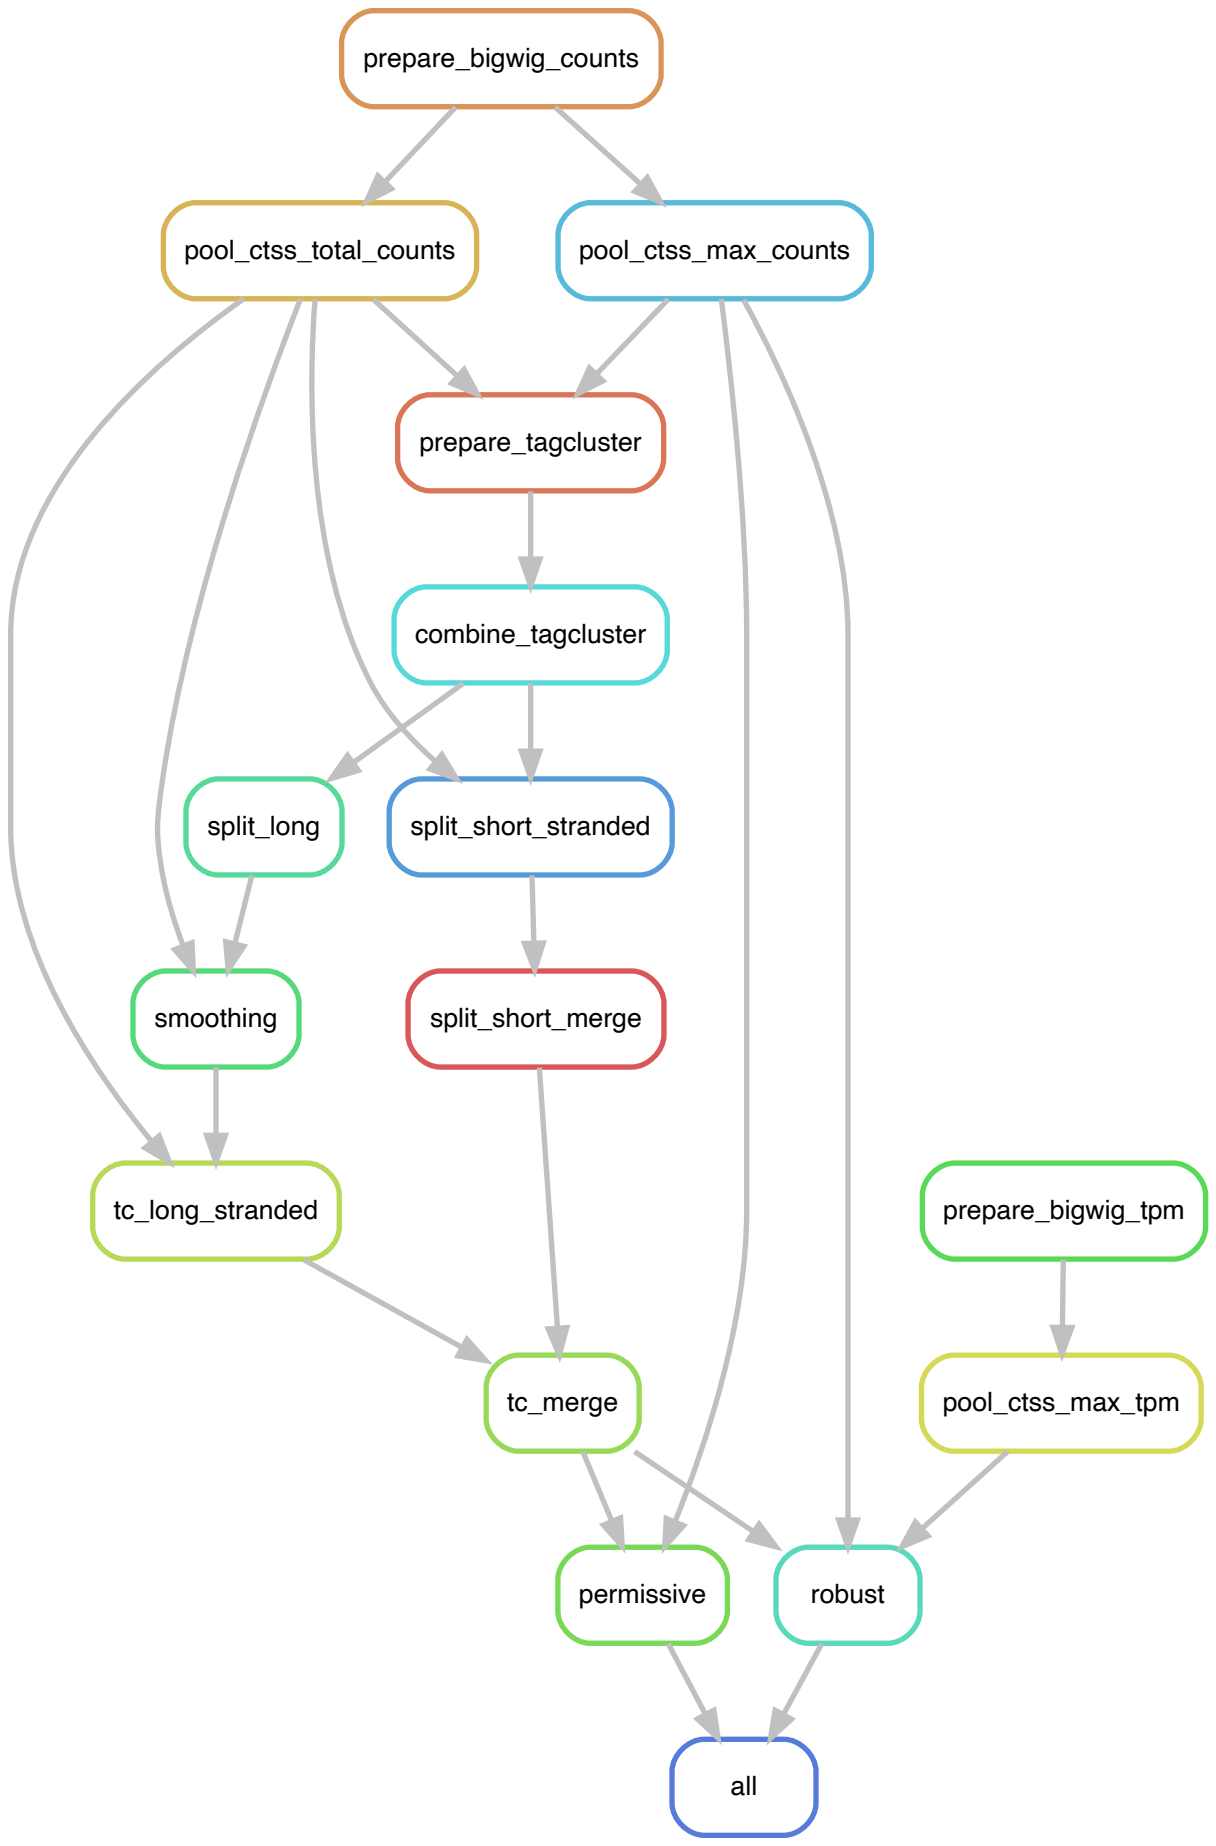 prepare_bigwig_counts
pool_ctss_total_counts
pool_ctss_max_counts
prepare_tagcluster
combine_tagcluster
split_long
split_short_stranded
smoothing
split_short_merge
tc_long_stranded
prepare_bigwig_tpm
tc_merge
pool_ctss_max_tpm
permissive
robust
all